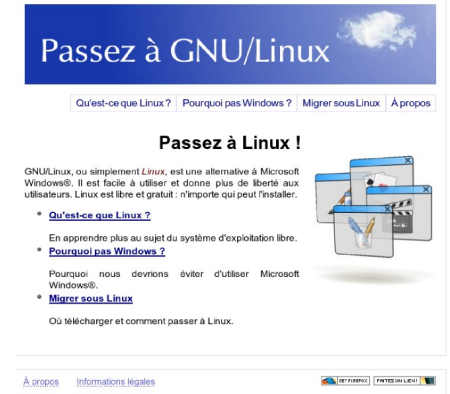 Passez à GNU/Linux
Qu'est-ce que Linux ? Pourquoi pas Windows ? Migrer sous Linux À propos
Passez à Linux !
GNU/Linux, ou simplement Linux, est une alternative à Microsoft
Windows®. Il est facile à utiliser et donne plus de liberté aux
utilisateurs. Linux est libre et gratuit : n'importe qui peut l'installer.
Qu'est-ce que Linux ?
En apprendre plus au sujet du système d'exploitation libre.
Pourquoi pas Windows ?
Pourquoi nous devrions éviter d'utiliser Microsoft
Windows®.
Migrer sous Linux
Où télécharger et comment passer à Linux.
À propos Informations légales
GET FIREFOX FAITES UN LIEN !